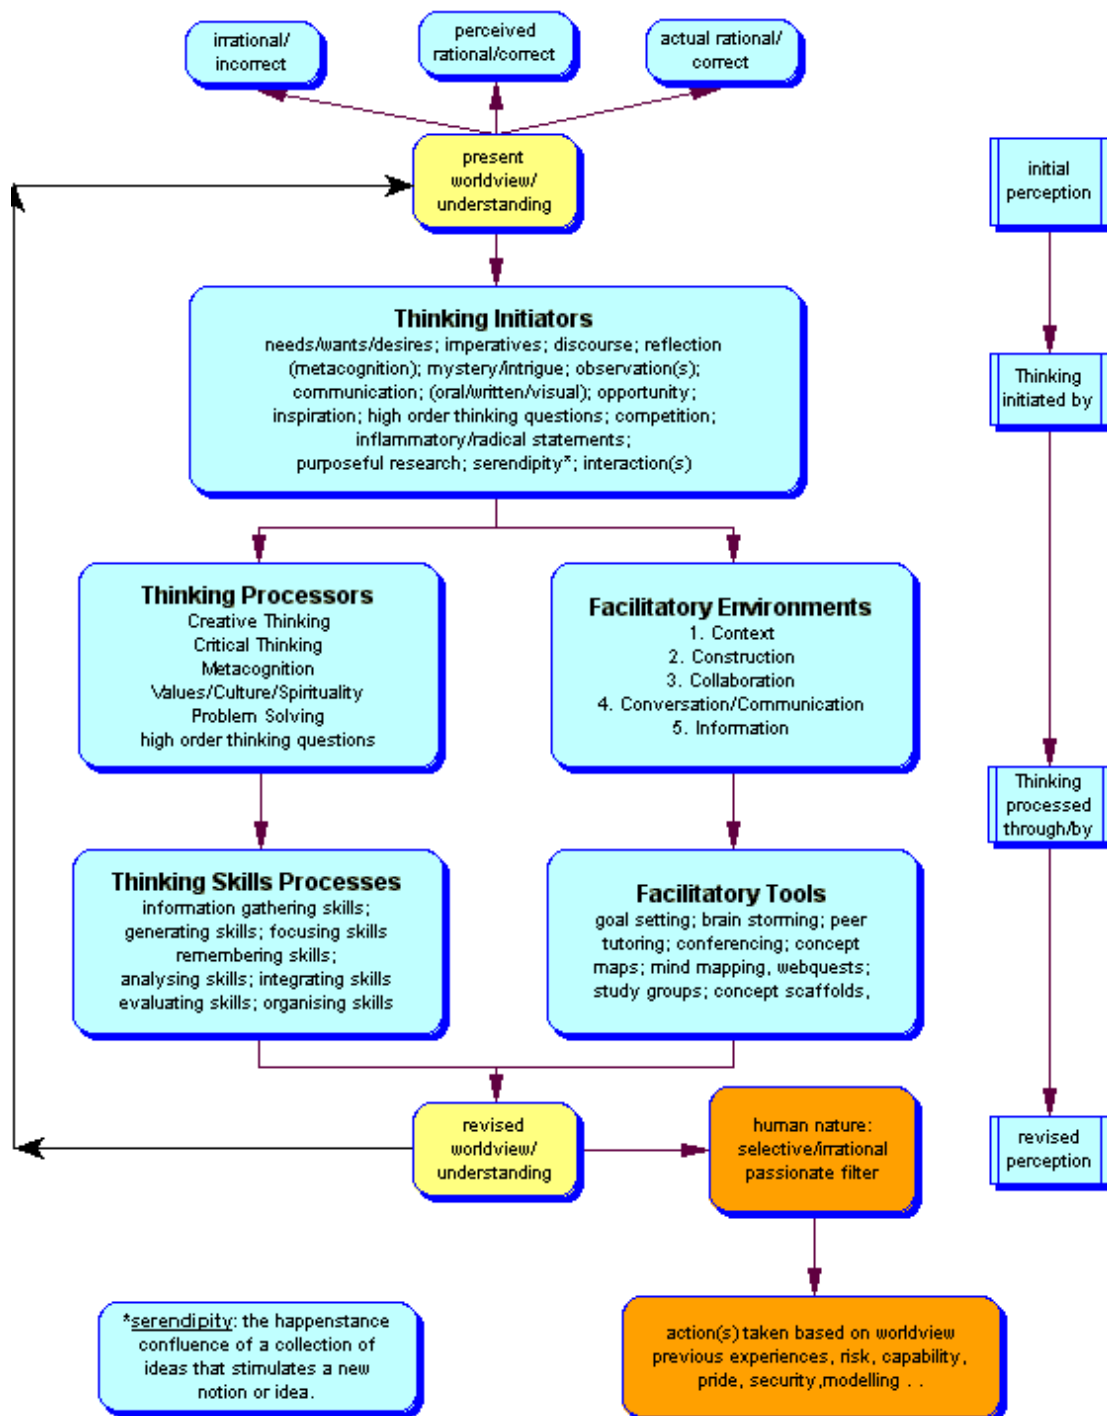 irrational/
incorrect
perceived
rational/correct
actual rational/
correct
present
worldview/
understanding
initial
perception
Thinking Initiators
needs/wants/desires; imperatives; discourse; reflection
(metacognition); mystery/intrigue; observation(s);
communication; (oral/written/visual); opportunity;
inspiration; high order thinking questions; competition;
inflammatory/radical statements;
purposeful research; serendipity*; interaction(s)
Thinking
initiated by
Thinking Processors
Creative Thinking
Critical Thinking
Metacognition
Values/Culture/Spirituality
Problem Solving
high order thinking questions
Facilitatory Environments
1. Context
2. Construction
3. Collaboration
4. Conversation/Communication
5. Information
Thinking
processed
through/by
Thinking Skills Processes
information gathering skills;
generating skills; focusing skills
remembering skills;
analysing skills; integrating skills
evaluating skills; organising skills
Facilitatory Tools
goal setting; brain storming; peer
tutoring; conferencing; concept
maps; mind mapping, webquests;
study groups; concept scaffolds,
revised
worldview/
understanding
human nature:
selective/irrational
passionate filter
revised
perception
*serendipity: the happenstance
confluence of a collection of
ideas that stimulates a new
notion or idea.
action(s) taken based on worldview
previous experiences, risk, capability,
pride, security,modelling . .